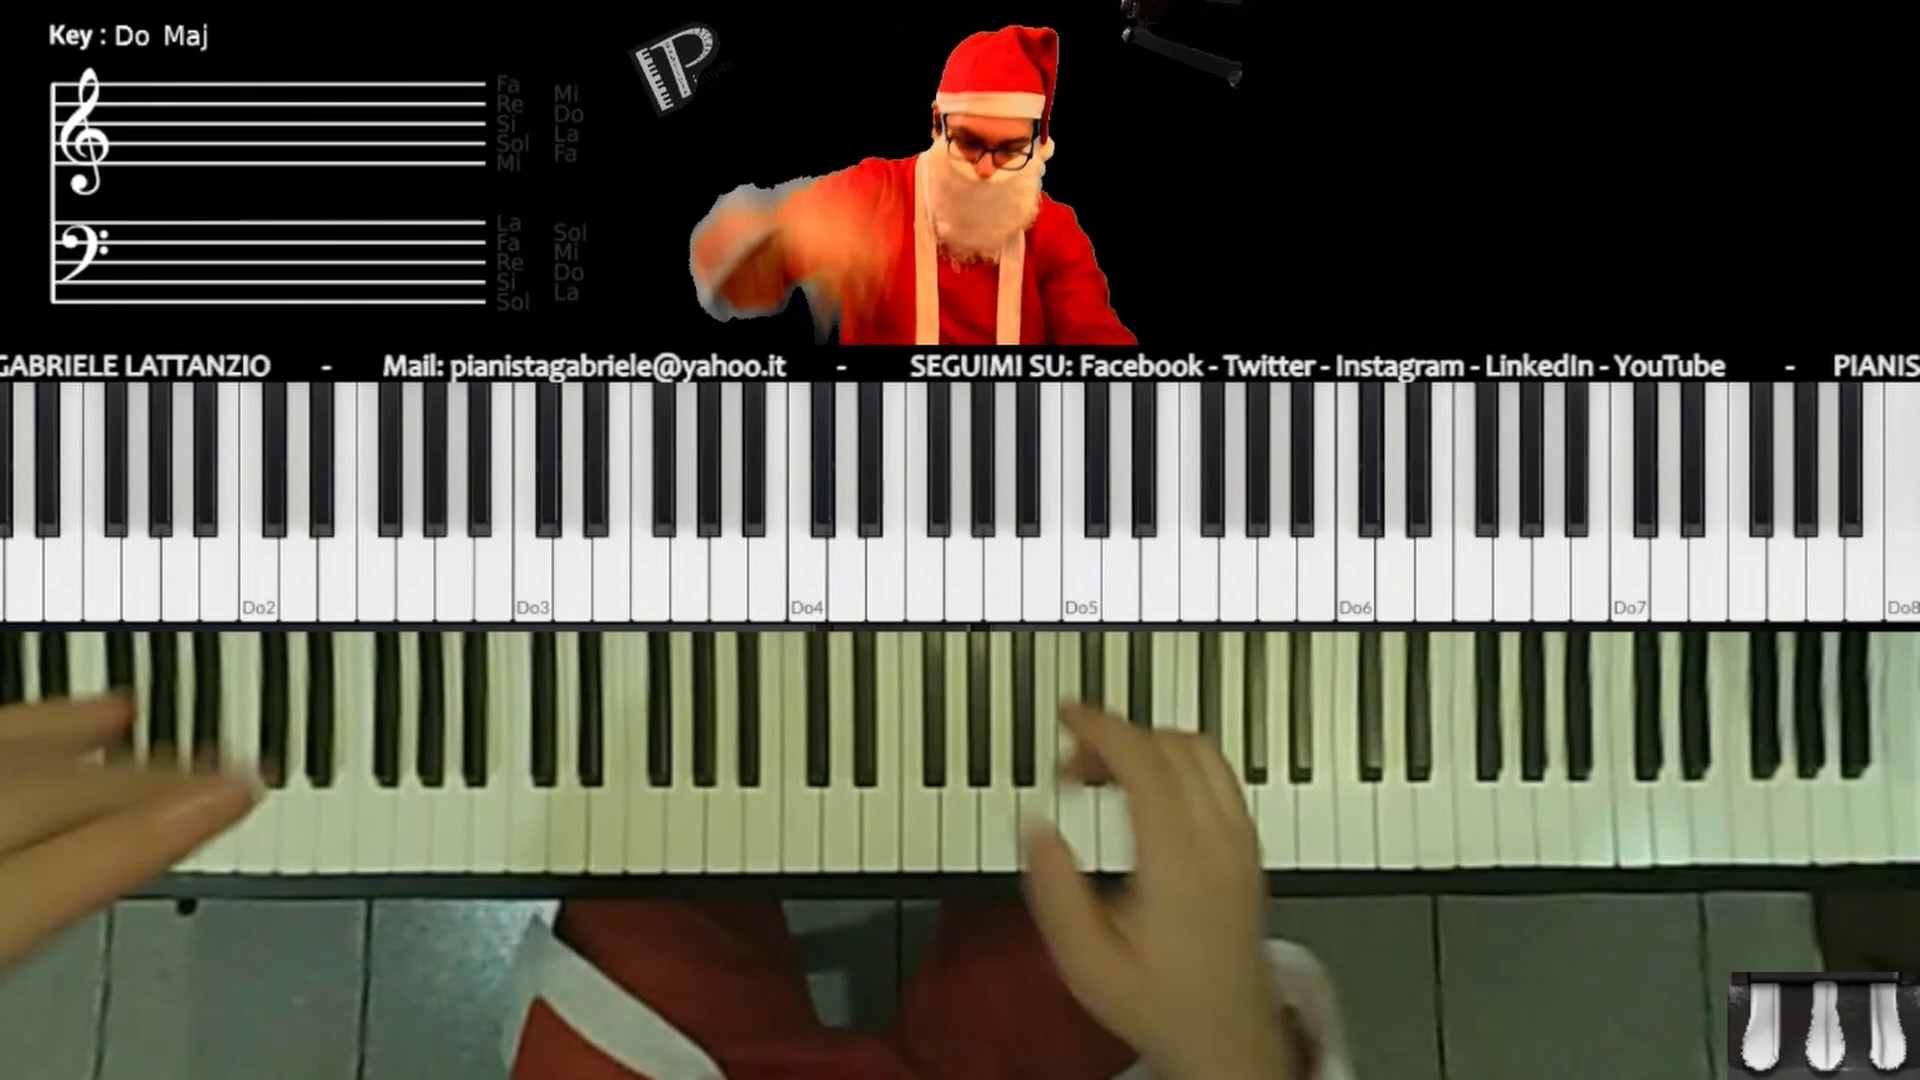 Key : Do Maj
Fa
Mi
Re
Do
Si
La
Sol
Fa
Mi
La
Sol
Fa
Mi
Re
Do
Si
La
Sol
GABRIELE LATTANZIO - Mail: pianistagabriele@yahoo.it - SEGUIMI SU: Facebook - Twitter - Instagram - LinkedIn - YouTube - PIANIS
Do2 Do3 Do4 Do5 Do6 Do7 Do8